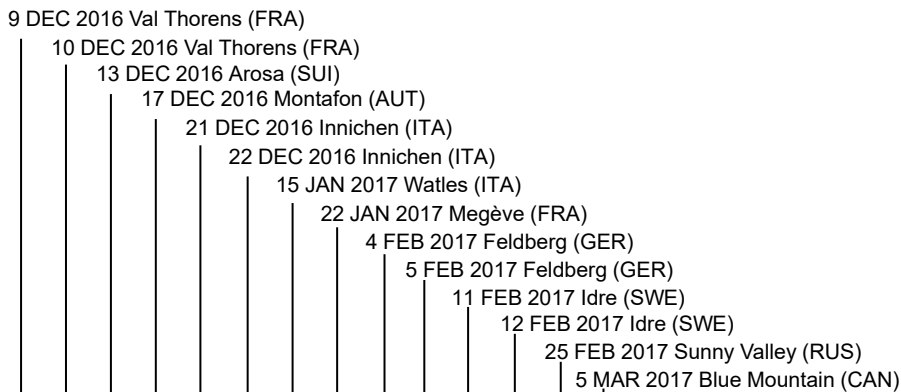 9 DEC 2016 Val Thorens (FRA)
10 DEC 2016 Val Thorens (FRA)
13 DEC 2016 Arosa (SUI)
17 DEC 2016 Montafon (AUT)
21 DEC 2016 Innichen (ITA)
22 DEC 2016 Innichen (ITA)
15 JAN 2017 Watles (ITA)
22 JAN 2017 Megève (FRA)
4 FEB 2017 Feldberg (GER)
5 FEB 2017 Feldberg (GER)
11 FEB 2017 Idre (SWE)
12 FEB 2017 Idre (SWE)
25 FEB 2017 Sunny Valley (RUS)
5 MAR 2017 Blue Mountain (CAN)